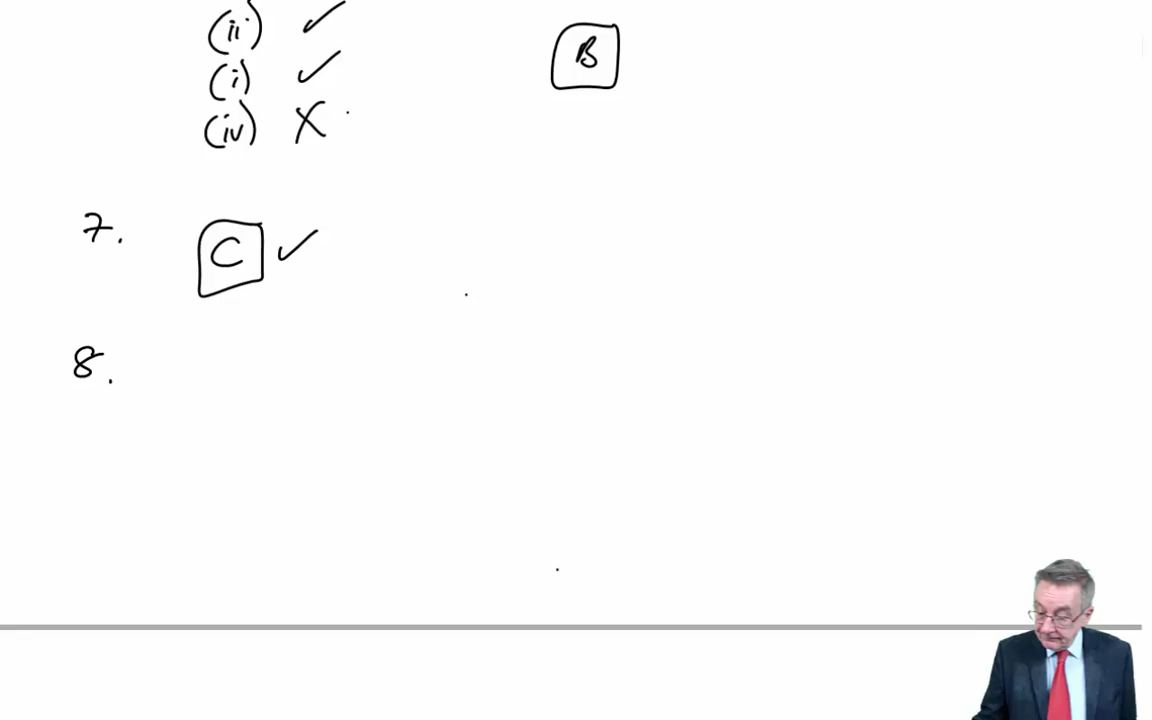 (ii) ✓
B
(i) ✓
(iv) X
7. C ✓
8.